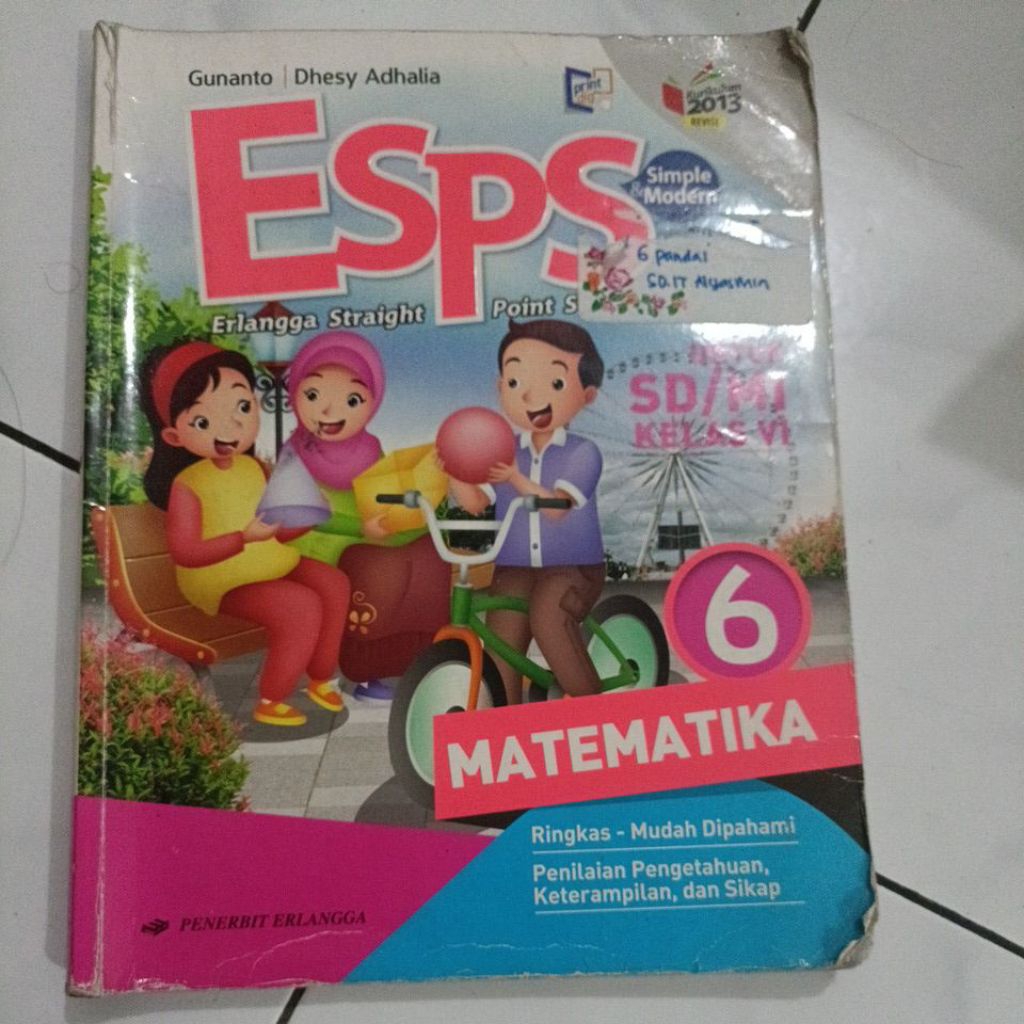 Gunanto | Dhesy Adhalia
print
Kurikulum
2013
REVISI
ESPS
Simple
& Modern
6 pandai
SD.IT Alyasmin
Erlangga Straight Point S
SD/MI
KELAS VI
6
MATEMATIKA
Ringkas - Mudah Dipahami
Penilaian Pengetahuan,
Keterampilan, dan Sikap
PENERBIT ERLANGGA